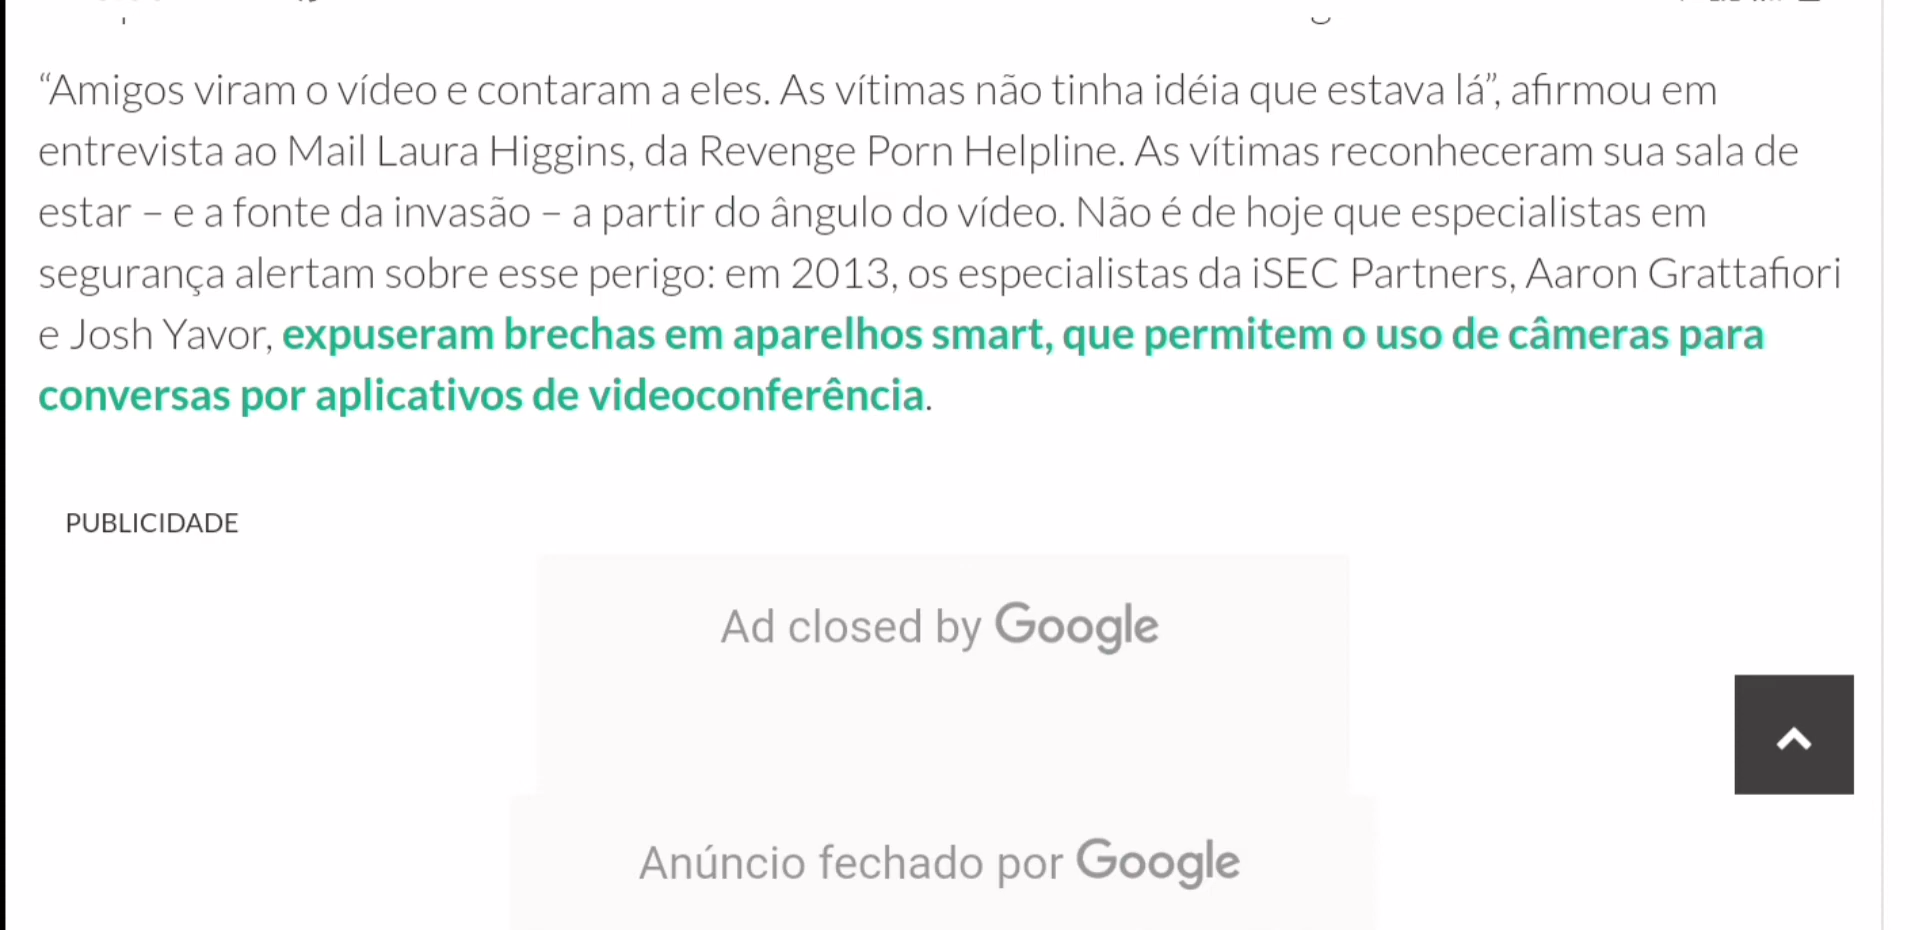 “Amigos viram o vídeo e contaram a eles. As vítimas não tinha idéia que estava lá”, afirmou em
entrevista ao Mail Laura Higgins, da Revenge Porn Helpline. As vítimas reconheceram sua sala de
estar – e a fonte da invasão – a partir do ângulo do vídeo. Não é de hoje que especialistas em
segurança alertam sobre esse perigo: em 2013, os especialistas da iSEC Partners, Aaron Grattafiori
e Josh Yavor, expuseram brechas em aparelhos smart, que permitem o uso de câmeras para
conversas por aplicativos de videoconferência.
PUBLICIDADE
Ad closed by Google
Anúncio fechado por Google